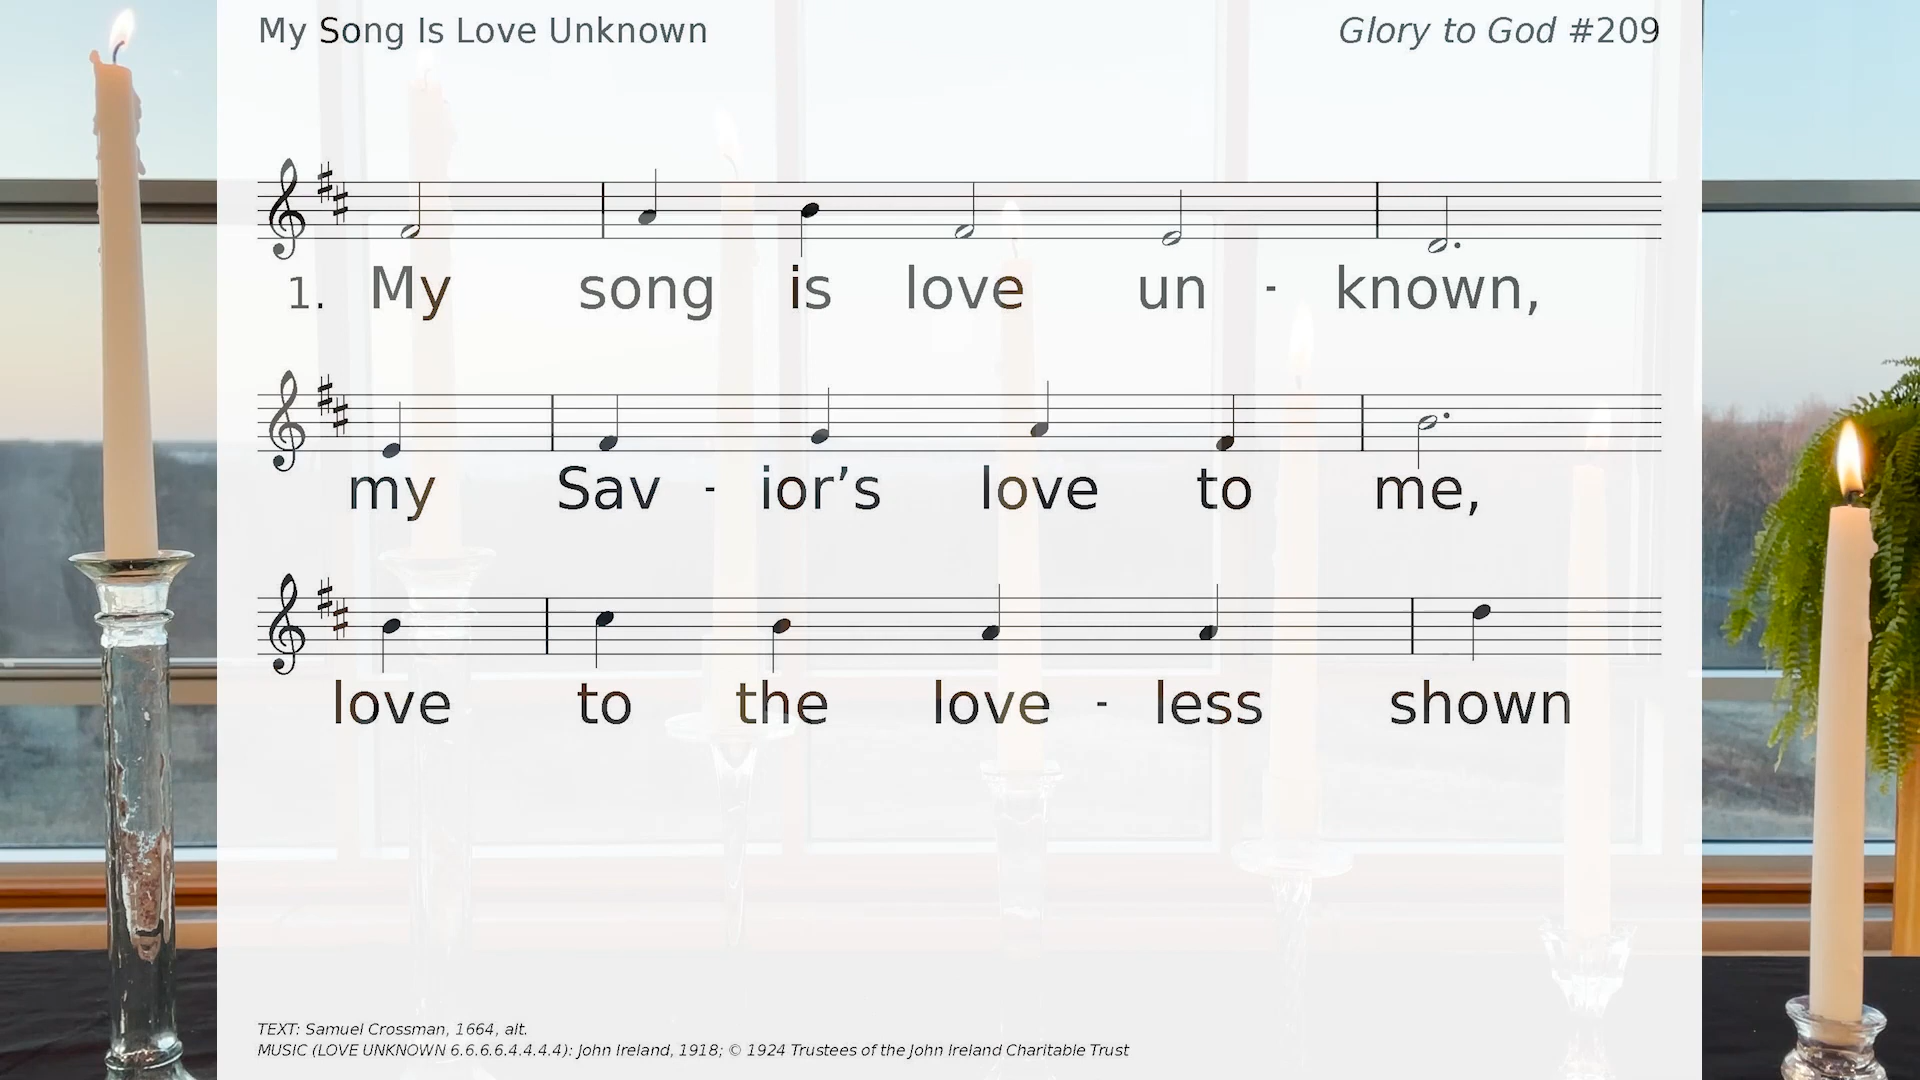 My Song Is Love Unknown
Glory to God #209
1. My song is love un - known,
my Sav - ior’s love to me,
love to the love - less shown
TEXT: Samuel Crossman, 1664, alt.
MUSIC (LOVE UNKNOWN 6.6.6.6.4.4.4.4): John Ireland, 1918; © 1924 Trustees of the John Ireland Charitable Trust